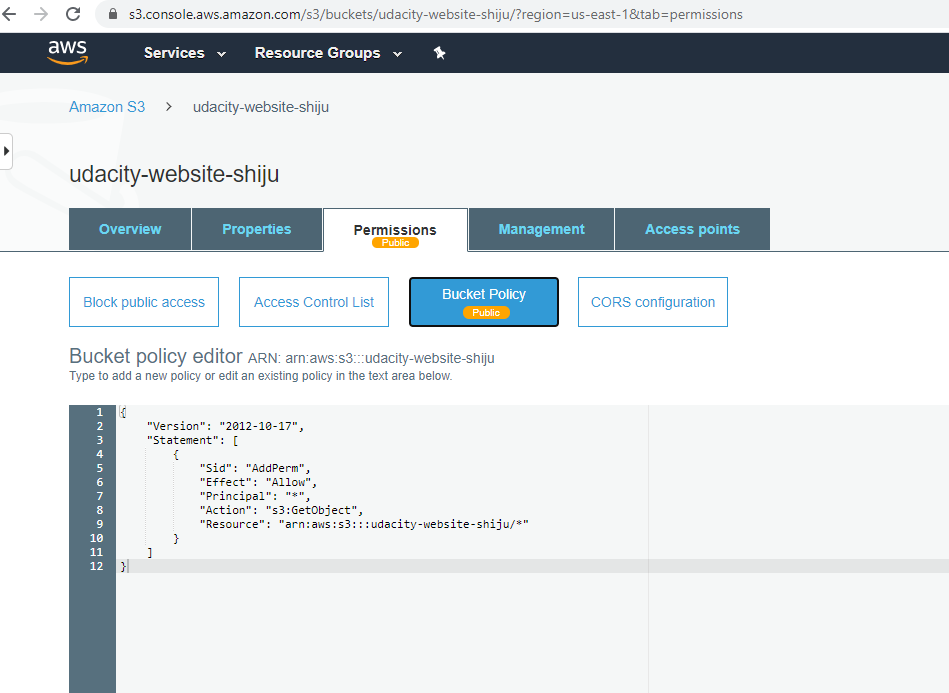 s3.console.aws.amazon.com/s3/buckets/udacity-website-shiju/?region=us-east-1&tab=permissions
aws Services Resource Groups
Amazon S3 > udacity-website-shiju
udacity-website-shiju
Overview Properties Permissions Management Access points
Public
Block public access Access Control List Bucket Policy CORS configuration
Public
Bucket policy editor ARN: arn:aws:s3:::udacity-website-shiju
Type to add a new policy or edit an existing policy in the text area below.
1 {
2 "Version": "2012-10-17",
3 "Statement": [
4 {
5 "Sid": "AddPerm",
6 "Effect": "Allow",
7 "Principal": "*",
8 "Action": "s3:GetObject",
9 "Resource": "arn:aws:s3:::udacity-website-shiju/*"
10 }
11 ]
12 }